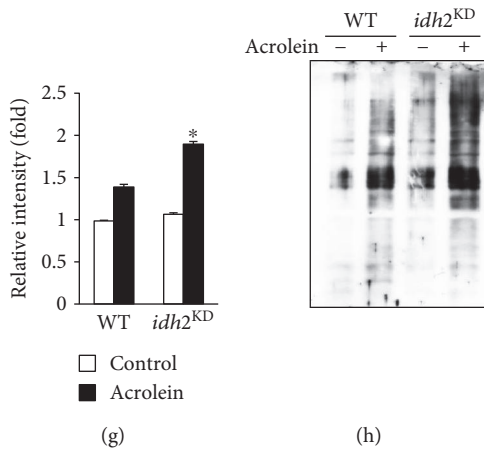 Relative intensity (fold)
2.5
2
1.5
1
0.5
0
*
WT idh2KD
Control
Acrolein
(g)
WT idh2KD
Acrolein − + − +
(h)